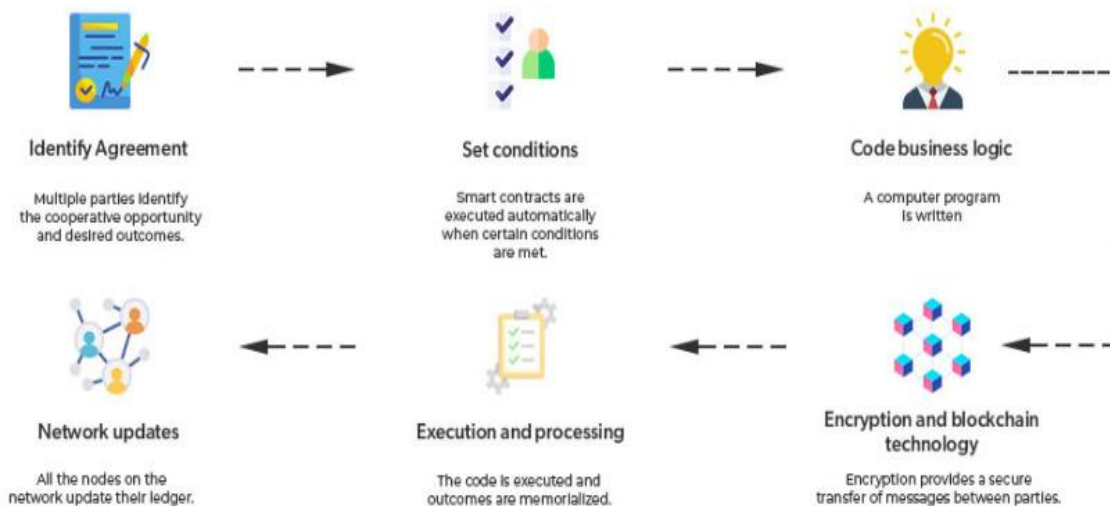 Identify Agreement
Multiple parties identify
the cooperative opportunity
and desired outcomes.
Set conditions
Smart contracts are
executed automatically
when certain conditions
are met.
Code business logic
A computer program
is written
Encryption and blockchain
technology
Encryption provides a secure
transfer of messages between parties.
Execution and processing
The code is executed and
outcomes are memorialized.
Network updates
All the nodes on the
network update their ledger.